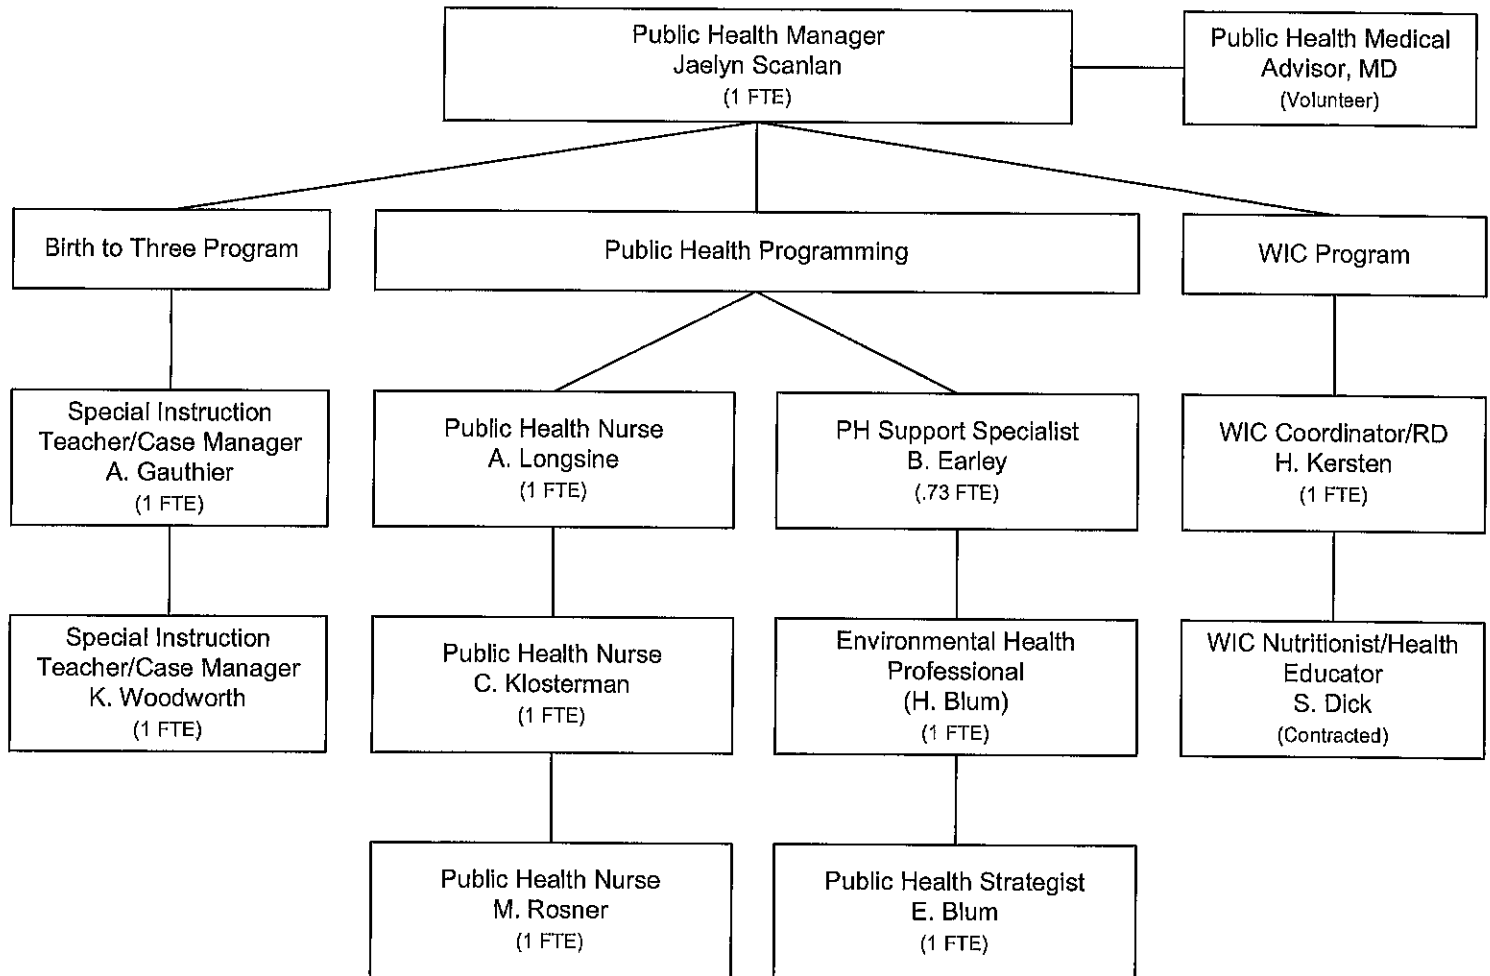 Public Health Manager
Jaelyn Scanlan
(1 FTE)
Public Health Medical
Advisor, MD
(Volunteer)
Birth to Three Program
Public Health Programming
WIC Program
Special Instruction
Teacher/Case Manager
A. Gauthier
(1 FTE)
Public Health Nurse
A. Longsine
(1 FTE)
PH Support Specialist
B. Earley
(.73 FTE)
WIC Coordinator/RD
H. Kersten
(1 FTE)
Special Instruction
Teacher/Case Manager
K. Woodworth
(1 FTE)
Public Health Nurse
C. Klosterman
(1 FTE)
Environmental Health
Professional
(H. Blum)
(1 FTE)
WIC Nutritionist/Health
Educator
S. Dick
(Contracted)
Public Health Nurse
M. Rosner
(1 FTE)
Public Health Strategist
E. Blum
(1 FTE)